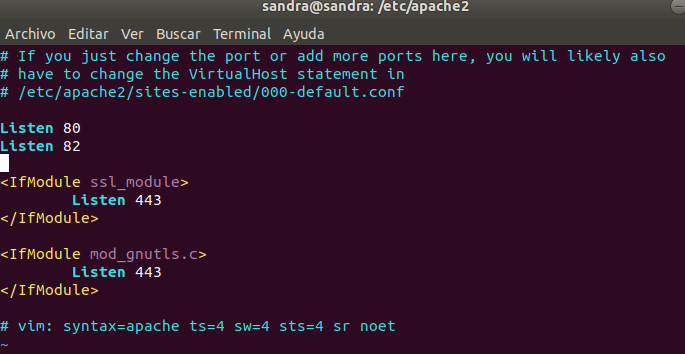 sandra@sandra: /etc/apache2
Archivo Editar Ver Buscar Terminal Ayuda
# If you just change the port or add more ports here, you will likely also
# have to change the VirtualHost statement in
# /etc/apache2/sites-enabled/000-default.conf
Listen 80
Listen 82
<IfModule ssl_module>
        Listen 443
</IfModule>
<IfModule mod_gnutls.c>
        Listen 443
</IfModule>
# vim: syntax=apache ts=4 sw=4 sts=4 sr noet
~